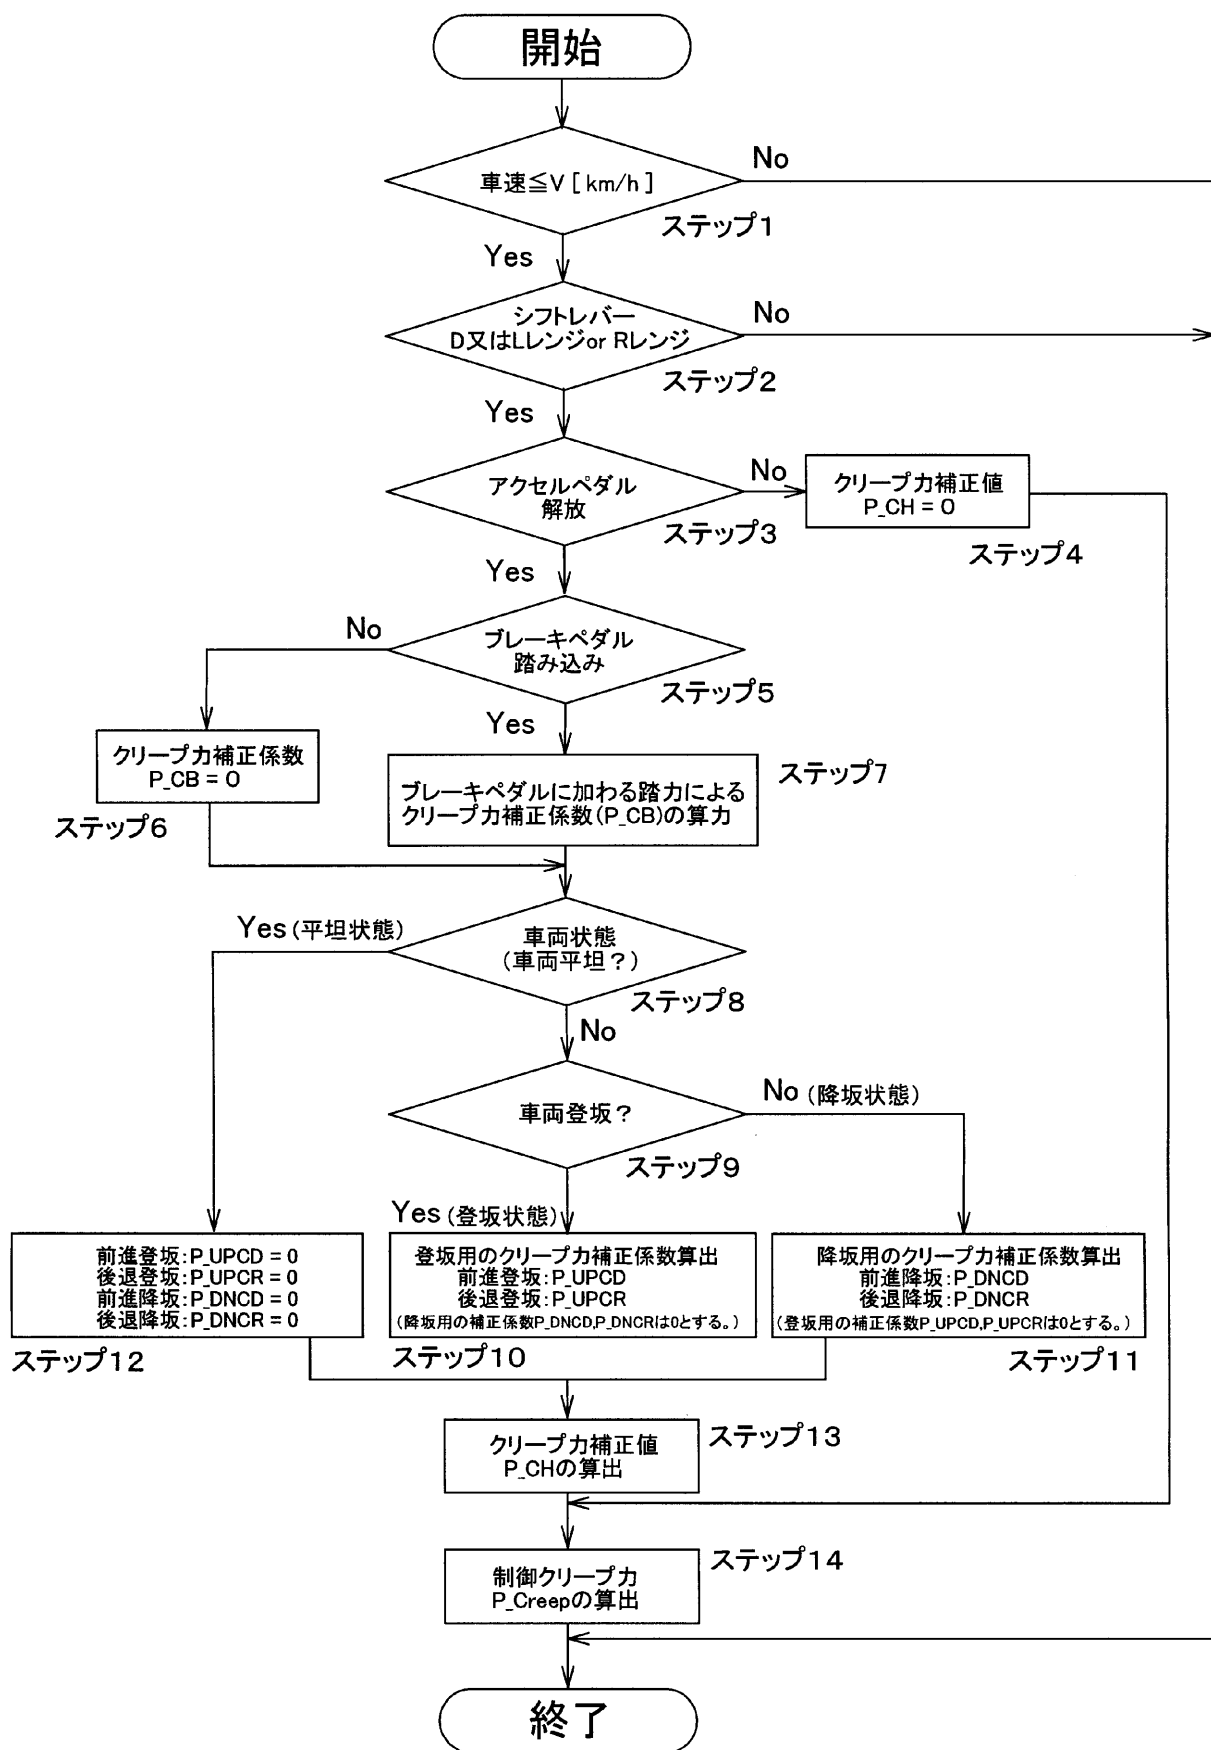 開始
車速≦V [ km/h ]
No
ステップ1
Yes
シフトレバー
D又はLレンジor Rレンジ
No
ステップ2
Yes
アクセルペダル
解放
No
ステップ3
クリープ力補正値
P_CH = 0
ステップ4
Yes
ブレーキペダル
踏み込み
No
ステップ5
Yes
クリープ力補正係数
P_CB = 0
ステップ6
ブレーキペダルに加わる踏力による
クリープ力補正係数(P_CB)の算力
ステップ7
Yes (平坦状態)
車両状態
(車両平坦?)
ステップ8
No
車両登坂?
No (降坂状態)
ステップ9
Yes (登坂状態)
前進登坂:P_UPCD = 0
後退登坂:P_UPCR = 0
前進降坂:P_DNCD = 0
後退降坂:P_DNCR = 0
ステップ12
登坂用のクリープ力補正係数算出
前進登坂:P_UPCD
後退登坂:P_UPCR
(降坂用の補正係数P_DNCD,P_DNCRは0とする。)
ステップ10
降坂用のクリープ力補正係数算出
前進降坂:P_DNCD
後退降坂:P_DNCR
(登坂用の補正係数P_UPCD,P_UPCRは0とする。)
ステップ11
クリープ力補正値
P_CHの算出
ステップ13
制御クリープ力
P_Creepの算出
ステップ14
終了